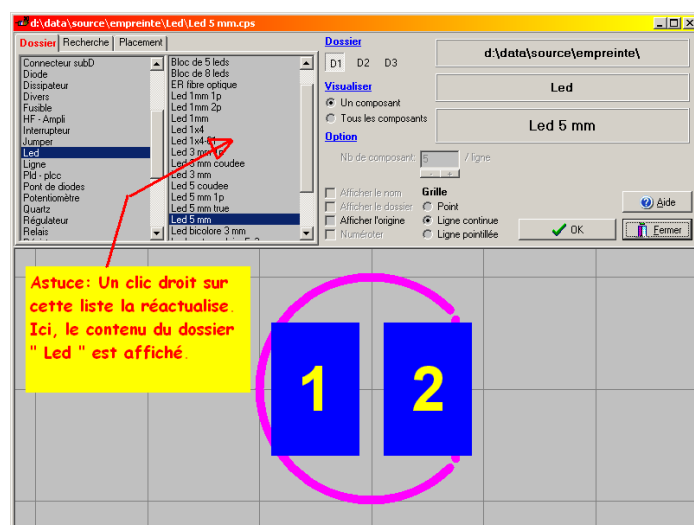 d:\data\source\empreinte\Led\Led 5 mm.cps
Dossier Recherche Placement
Connecteur subD
Diode
Dissipateur
Divers
Fusible
HF - Ampli
Interrupteur
Jumper
Led
Ligne
Pld - plcc
Pont de diodes
Potentiomètre
Quartz
Régulateur
Relais
Bloc de 5 leds
Bloc de 8 leds
ER fibre optique
Led 1mm 1p
Led 1mm 2p
Led 1mm
Led 1x4
Led 3 mm coudee
Led 3 mm
Led 5 coudee
Led 5 mm 1p
Led 5 mm true
Led 5 mm
Led bicolore 3 mm
Dossier
D1 D2 D3
Visualiser
Un composant
Tous les composants
Option
Nb de composant: 5 / ligne
- +
Afficher le nom
Afficher le dossier
Afficher l'origine
Numéroter
Grille
Point
Ligne continue
Ligne pointillée
d:\data\source\empreinte\
Led
Led 5 mm
Aide
OK
Fermer
Astuce: Un clic droit sur
cette liste la réactualise.
Ici, le contenu du dossier
" Led " est affiché.
1 2